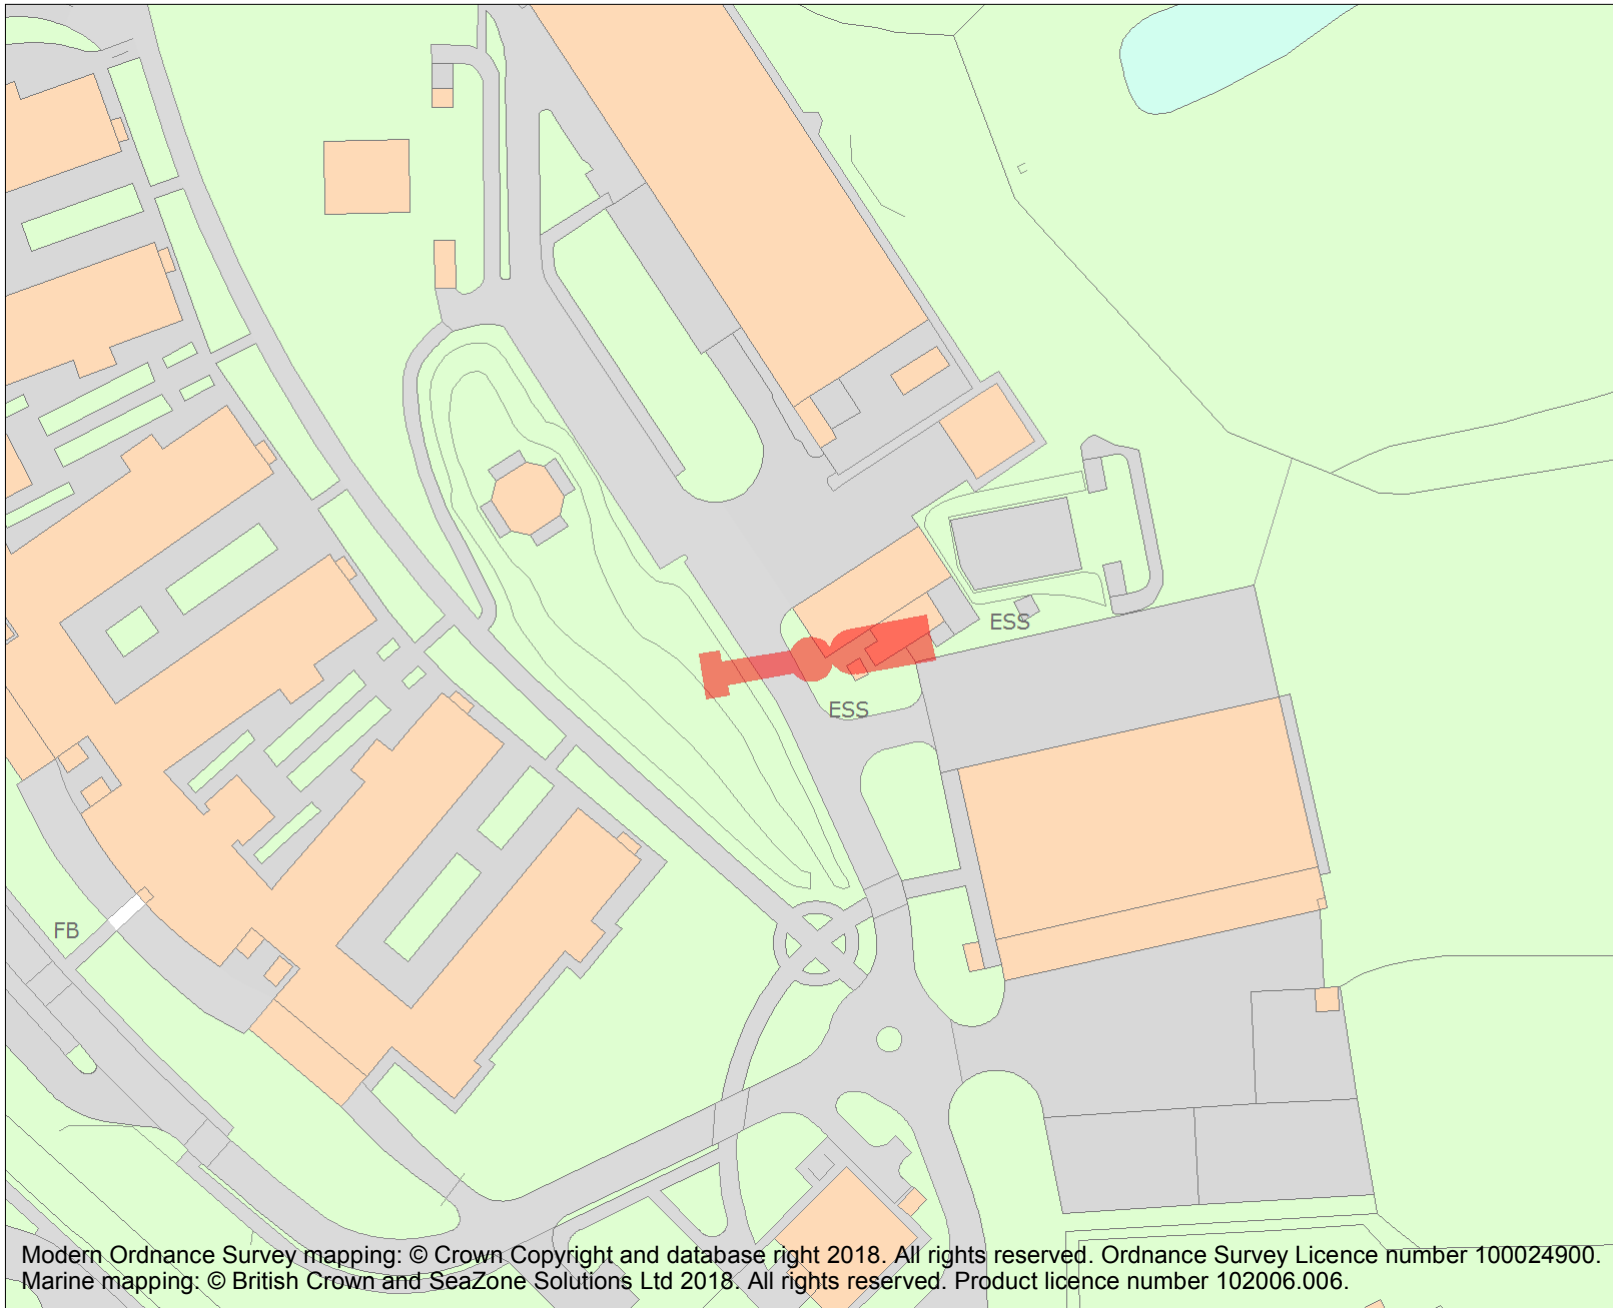 ESS
ESS
FB
Modern Ordnance Survey mapping: © Crown Copyright and database right 2018. All rights reserved. Ordnance Survey Licence number 100024900.
Marine mapping: © British Crown and SeaZone Solutions Ltd 2018. All rights reserved. Product licence number 102006.006.